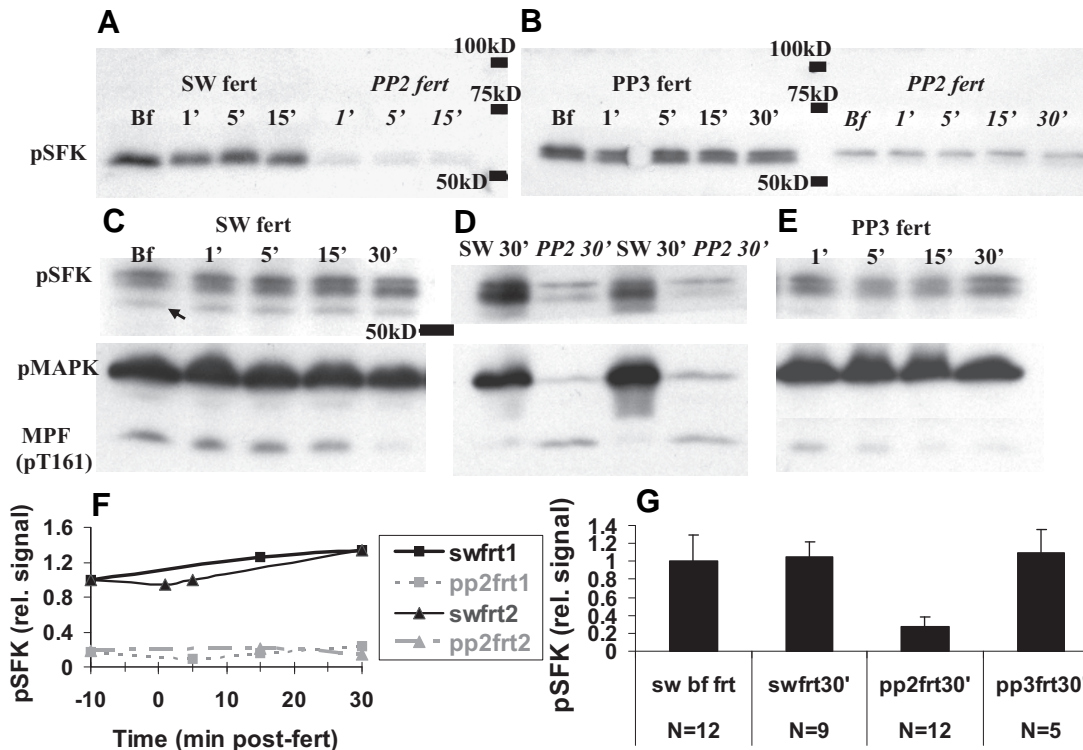 A
B
100kD
100kD
SW fert
PP2 fert
PP3 fert
PP2 fert
75kD
75kD
Bf 1’ 5’ 15’ 1’ 5’ 15’
Bf 1’ 5’ 15’ 30’ Bf 1’ 5’ 15’ 30’
pSFK
50kD
50kD
C
SW fert
D
E
PP3 fert
Bf 1’ 5’ 15’ 30’
SW 30’ PP2 30’ SW 30’ PP2 30’
1’ 5’ 15’ 30’
pSFK
50kD
pMAPK
MPF
(pT161)
F
pSFK (rel. signal)
1.6
1.2
0.8
0.4
0
-10 0 10 20 30
Time (min post-fert)
swfrt1
pp2frt1
swfrt2
pp2frt2
G
pSFK (rel. signal)
1.4
1.2
1
0.8
0.6
0.4
0.2
0
sw bf frt swfrt30' pp2frt30' pp3frt30'
N=12 N=9 N=12 N=5